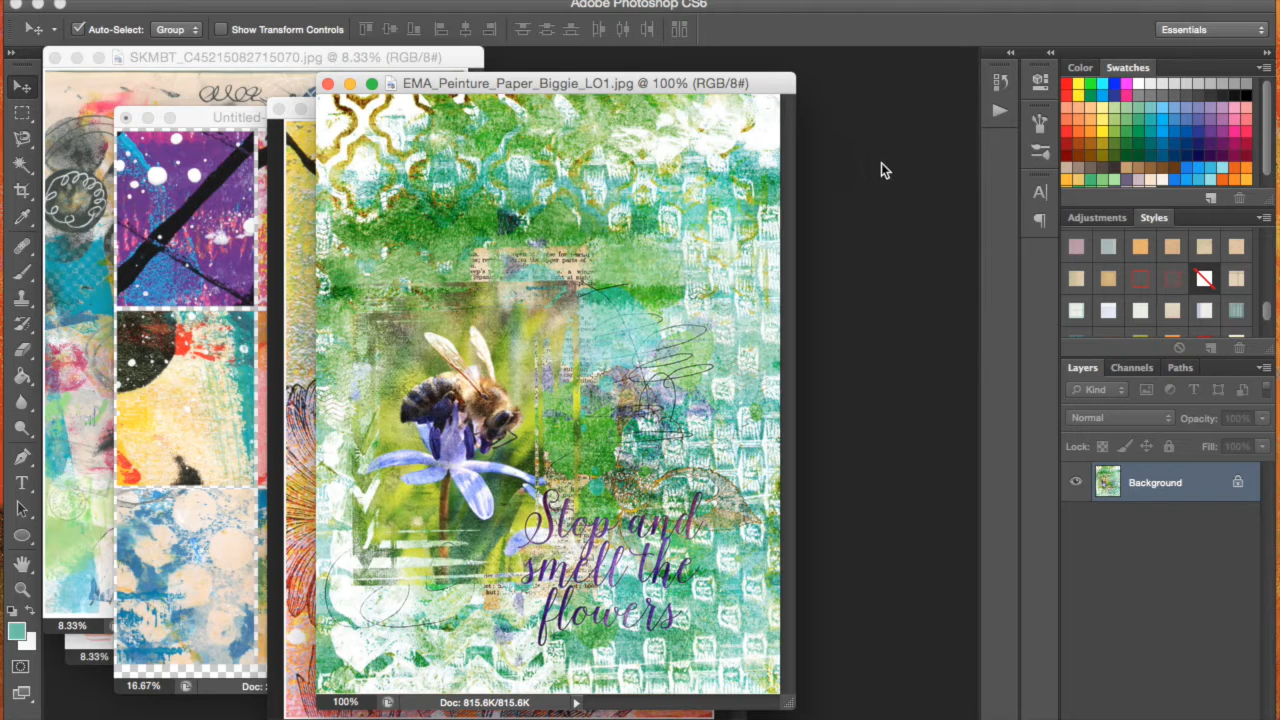 Adobe Photoshop CS6
Auto-Select: Group Show Transform Controls Essentials
SKMBT_C45215082715070.jpg @ 8.33% (RGB/8#)
EMA_Peinture_Paper_Biggie_LO1.jpg @ 100% (RGB/8#)
Untitled-
Color Swatches
Adjustments Styles
Stop and
smell the
flowers
Layers Channels Paths
Kind
Normal Opacity: 100%
Lock: Fill: 100%
Background
8.33%
8.33%
16.67% Doc:
100% Doc: 815.6K/815.6K